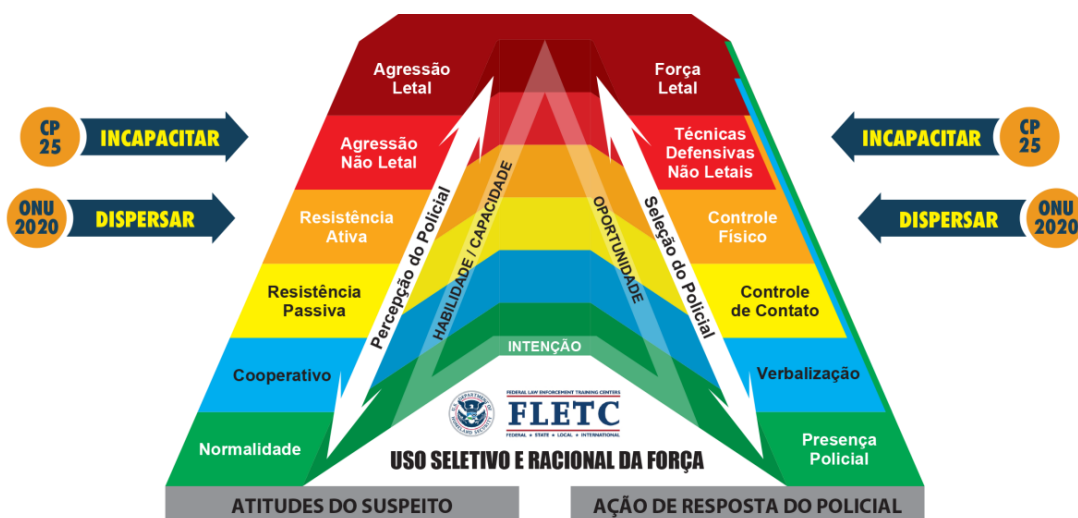 Agressão
Letal
Força
Letal
CP
25
INCAPACITAR
Agressão
Não Letal
Técnicas
Defensivas
Não Letais
INCAPACITAR
CP
25
ONU
2020
DISPERSAR
Resistência
Ativa
Controle
Físico
DISPERSAR
ONU
2020
Percepção do Policial
HABILIDADE / CAPACIDADE
OPORTUNIDADE
Seleção do Policial
Resistência
Passiva
Controle
de Contato
INTENÇÃO
Cooperativo
Verbalização
FEDERAL LAW ENFORCEMENT TRAINING CENTERS
FLETC
FEDERAL ★ STATE ★ LOCAL ★ INTERNATIONAL
Normalidade
USO SELETIVO E RACIONAL DA FORÇA
Presença
Policial
ATITUDES DO SUSPEITO
AÇÃO DE RESPOSTA DO POLICIAL